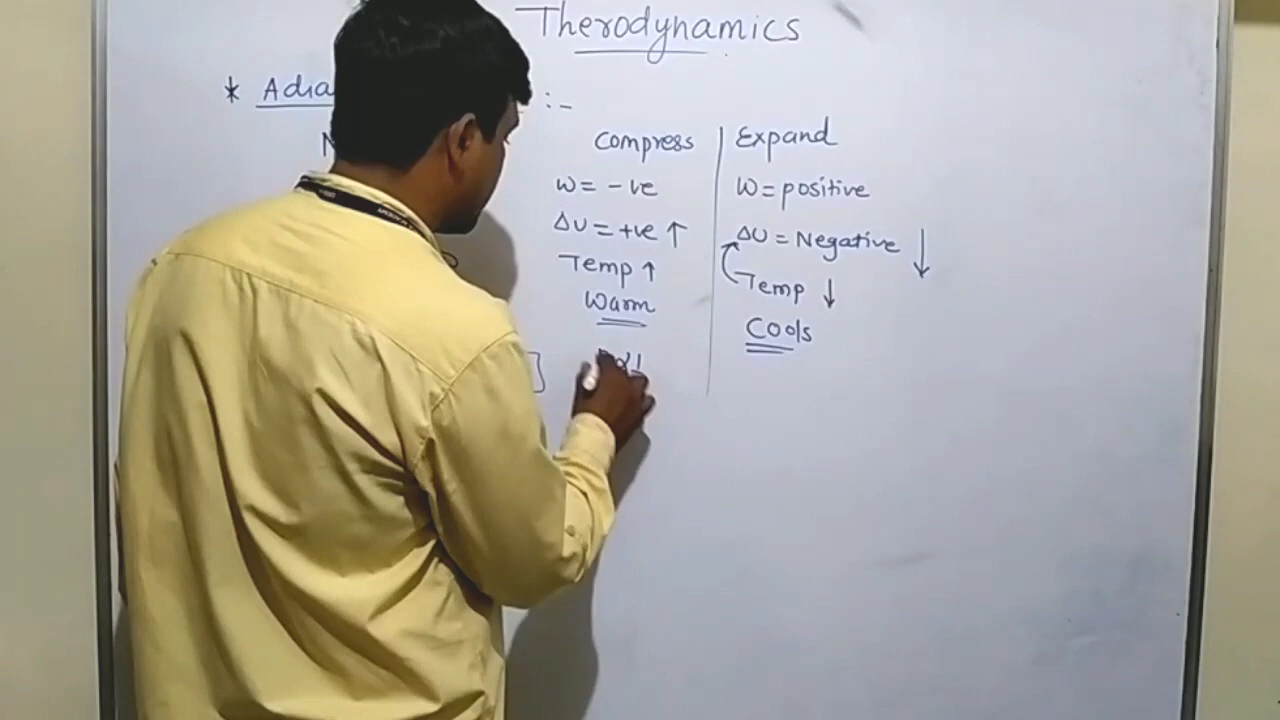 Therodynamics
* Adia
:-
Compress
W = -ve
ΔU = +ve ↑
Temp ↑
Warm
Expand
W = positive
ΔU = Negative ↓
Temp ↓
Cools